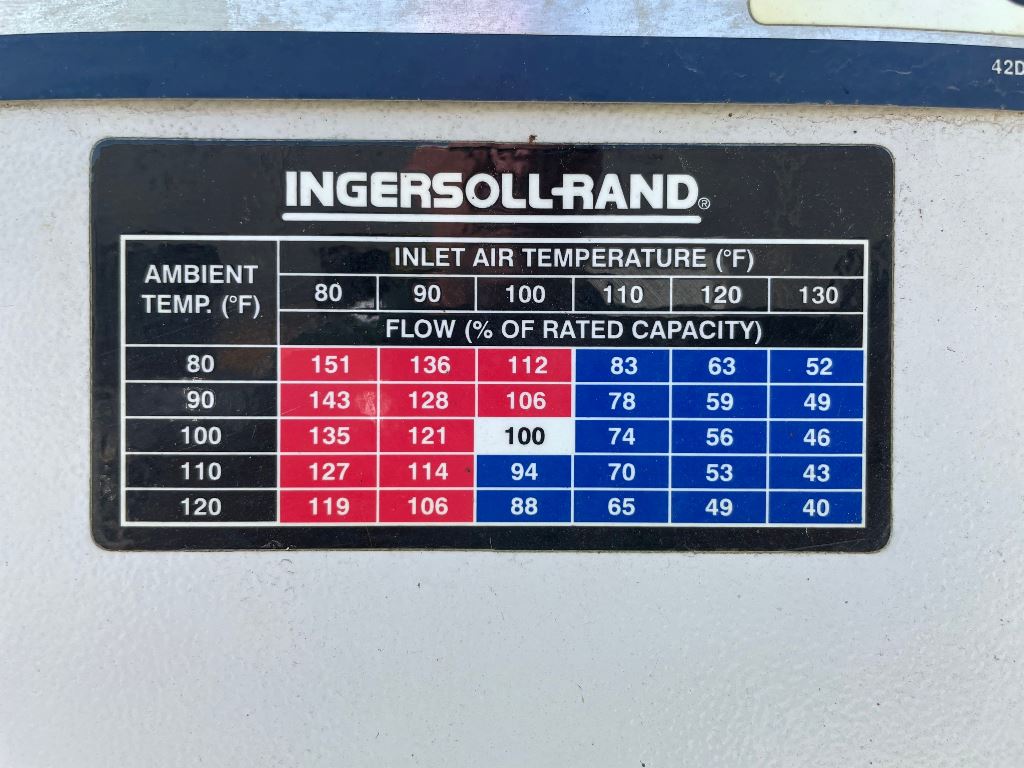 42D
INGERSOLL-RAND®
AMBIENT TEMP. (°F)
INLET AIR TEMPERATURE (°F)
80 90 100 110 120 130
FLOW (% OF RATED CAPACITY)
80 151 136 112 83 63 52
90 143 128 106 78 59 49
100 135 121 100 74 56 46
110 127 114 94 70 53 43
120 119 106 88 65 49 40